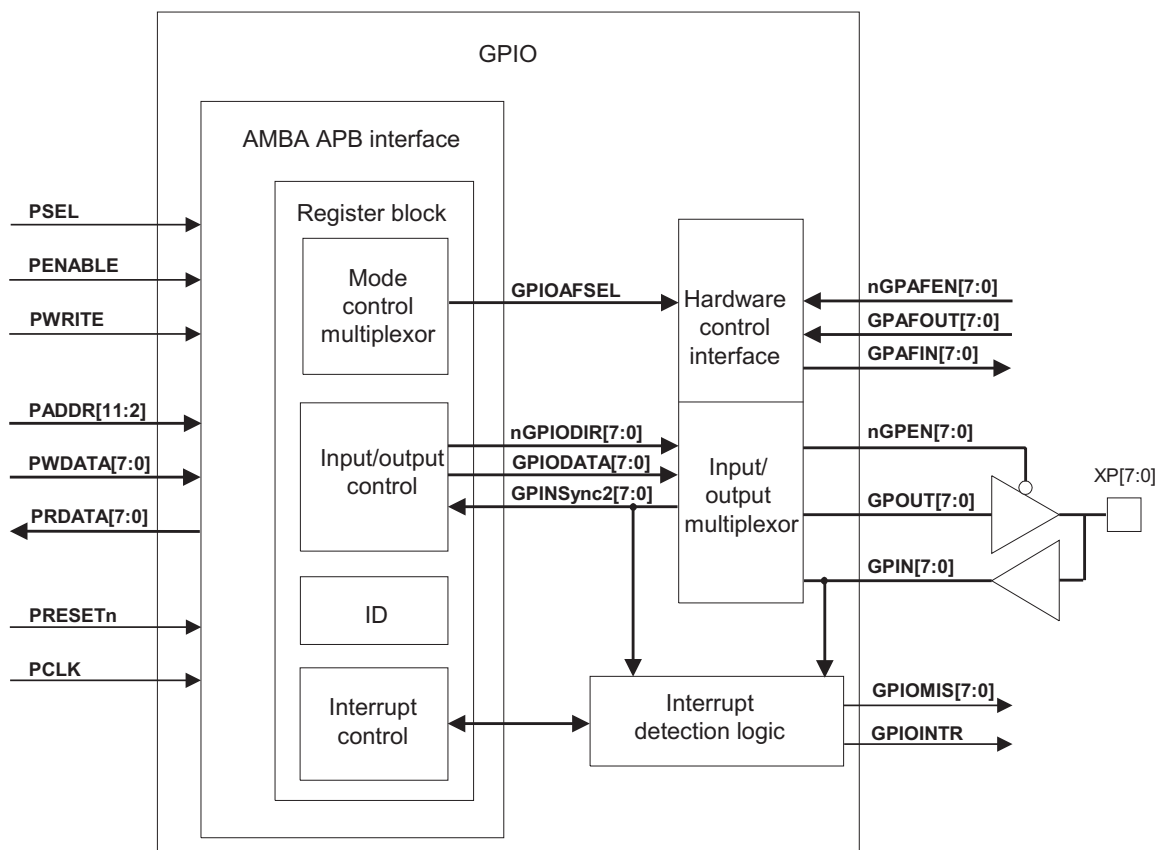 GPIO
AMBA APB interface
Register block
Mode
control
multiplexor
Input/output
control
ID
Interrupt
control
PSEL
PENABLE
PWRITE
PADDR[11:2]
PWDATA[7:0]
PRDATA[7:0]
PRESETn
PCLK
GPIOAFSEL
nGPIODIR[7:0]
GPIODATA[7:0]
GPINSync2[7:0]
Hardware
control
interface
Input/
output
multiplexor
Interrupt
detection logic
nGPAFEN[7:0]
GPAFOUT[7:0]
GPAFIN[7:0]
nGPEN[7:0]
GPOUT[7:0]
GPIN[7:0]
XP[7:0]
GPIOMIS[7:0]
GPIOINTR